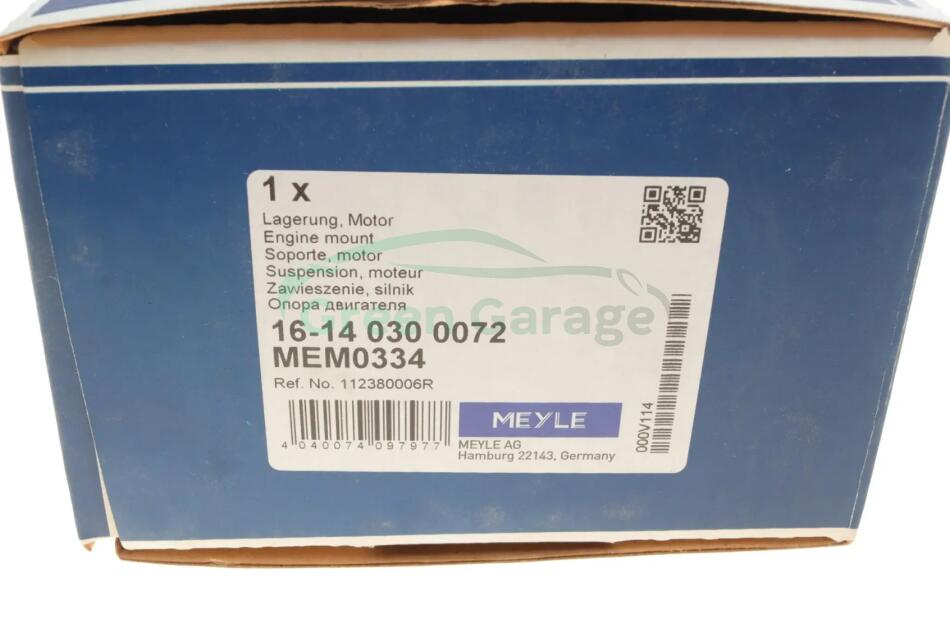 1 x
Lagerung, Motor
Engine mount
Soporte, motor
Suspension, moteur
Zawieszenie, silnik
Опора двигателя
Green Garage
16-14 030 0072
MEM0334
Ref. No. 112380006R
4 040074 097977
MEYLE
MEYLE AG
Hamburg 22143, Germany
000V114